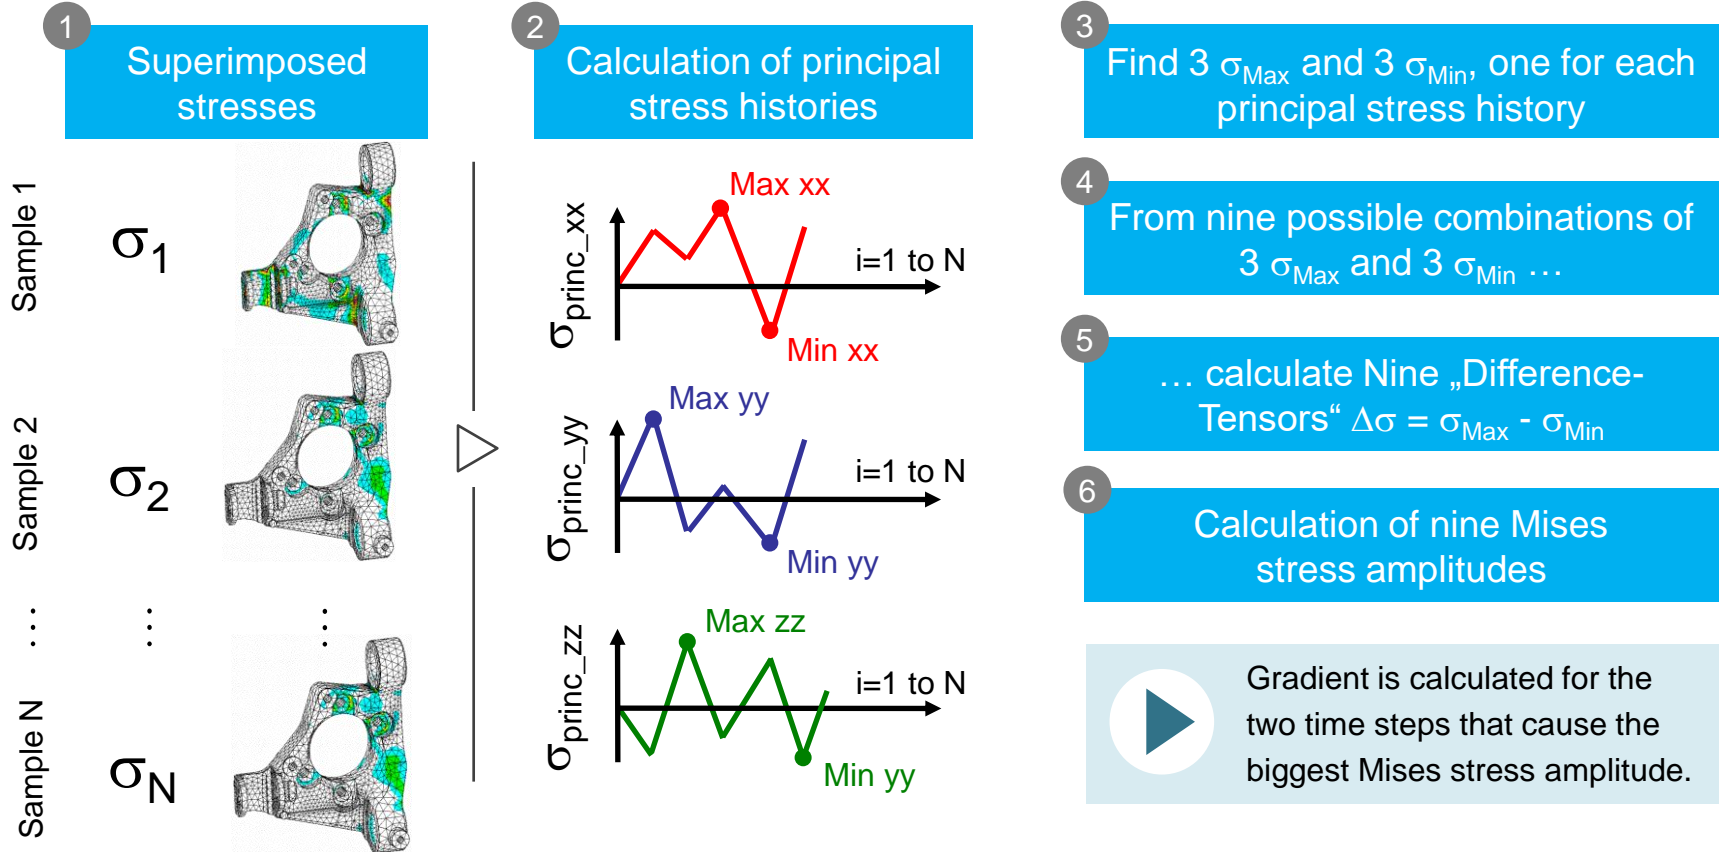 1
Superimposed
stresses
Sample 1
σ1
Sample 2
σ2
...
...
...
Sample N
σN
2
Calculation of principal
stress histories
σprinc_xx
Max xx
i=1 to N
Min xx
σprinc_yy
Max yy
i=1 to N
Min yy
σprinc_zz
Max zz
i=1 to N
Min yy
3
Find 3 σMax and 3 σMin, one for each
principal stress history
4
From nine possible combinations of
3 σMax and 3 σMin …
5
… calculate Nine „Difference-
Tensors“ Δσ = σMax - σMin
6
Calculation of nine Mises
stress amplitudes
Gradient is calculated for the
two time steps that cause the
biggest Mises stress amplitude.